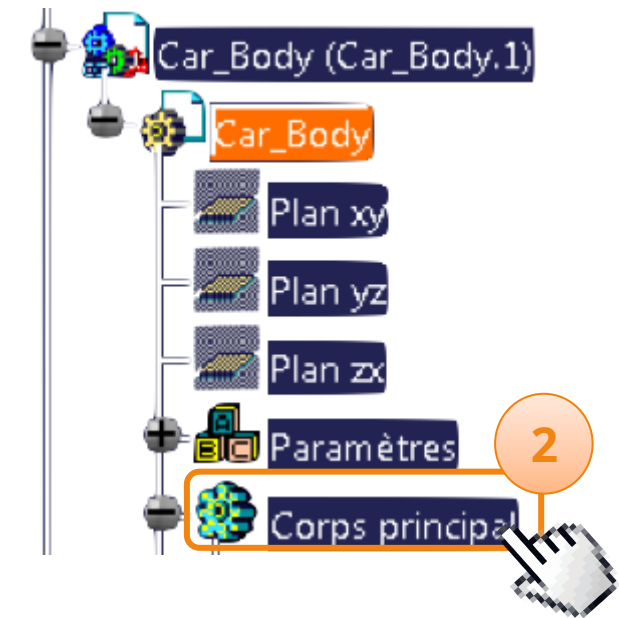 Car_Body (Car_Body.1)
Car_Body
Plan xy
Plan yz
Plan zx
A
B C
Paramètres
2
Corps principal